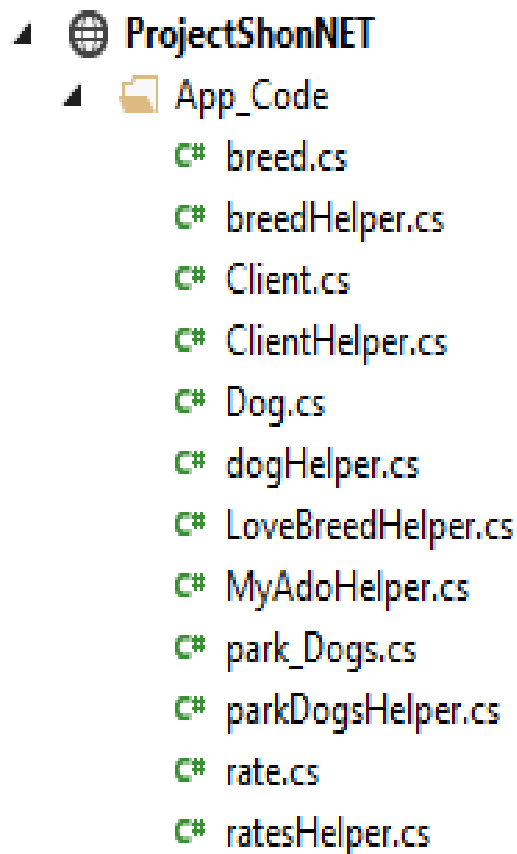 ProjectShonNET
App_Code
C# breed.cs
C# breedHelper.cs
C# Client.cs
C# ClientHelper.cs
C# Dog.cs
C# dogHelper.cs
C# LoveBreedHelper.cs
C# MyAdoHelper.cs
C# park_Dogs.cs
C# parkDogsHelper.cs
C# rate.cs
C# ratesHelper.cs